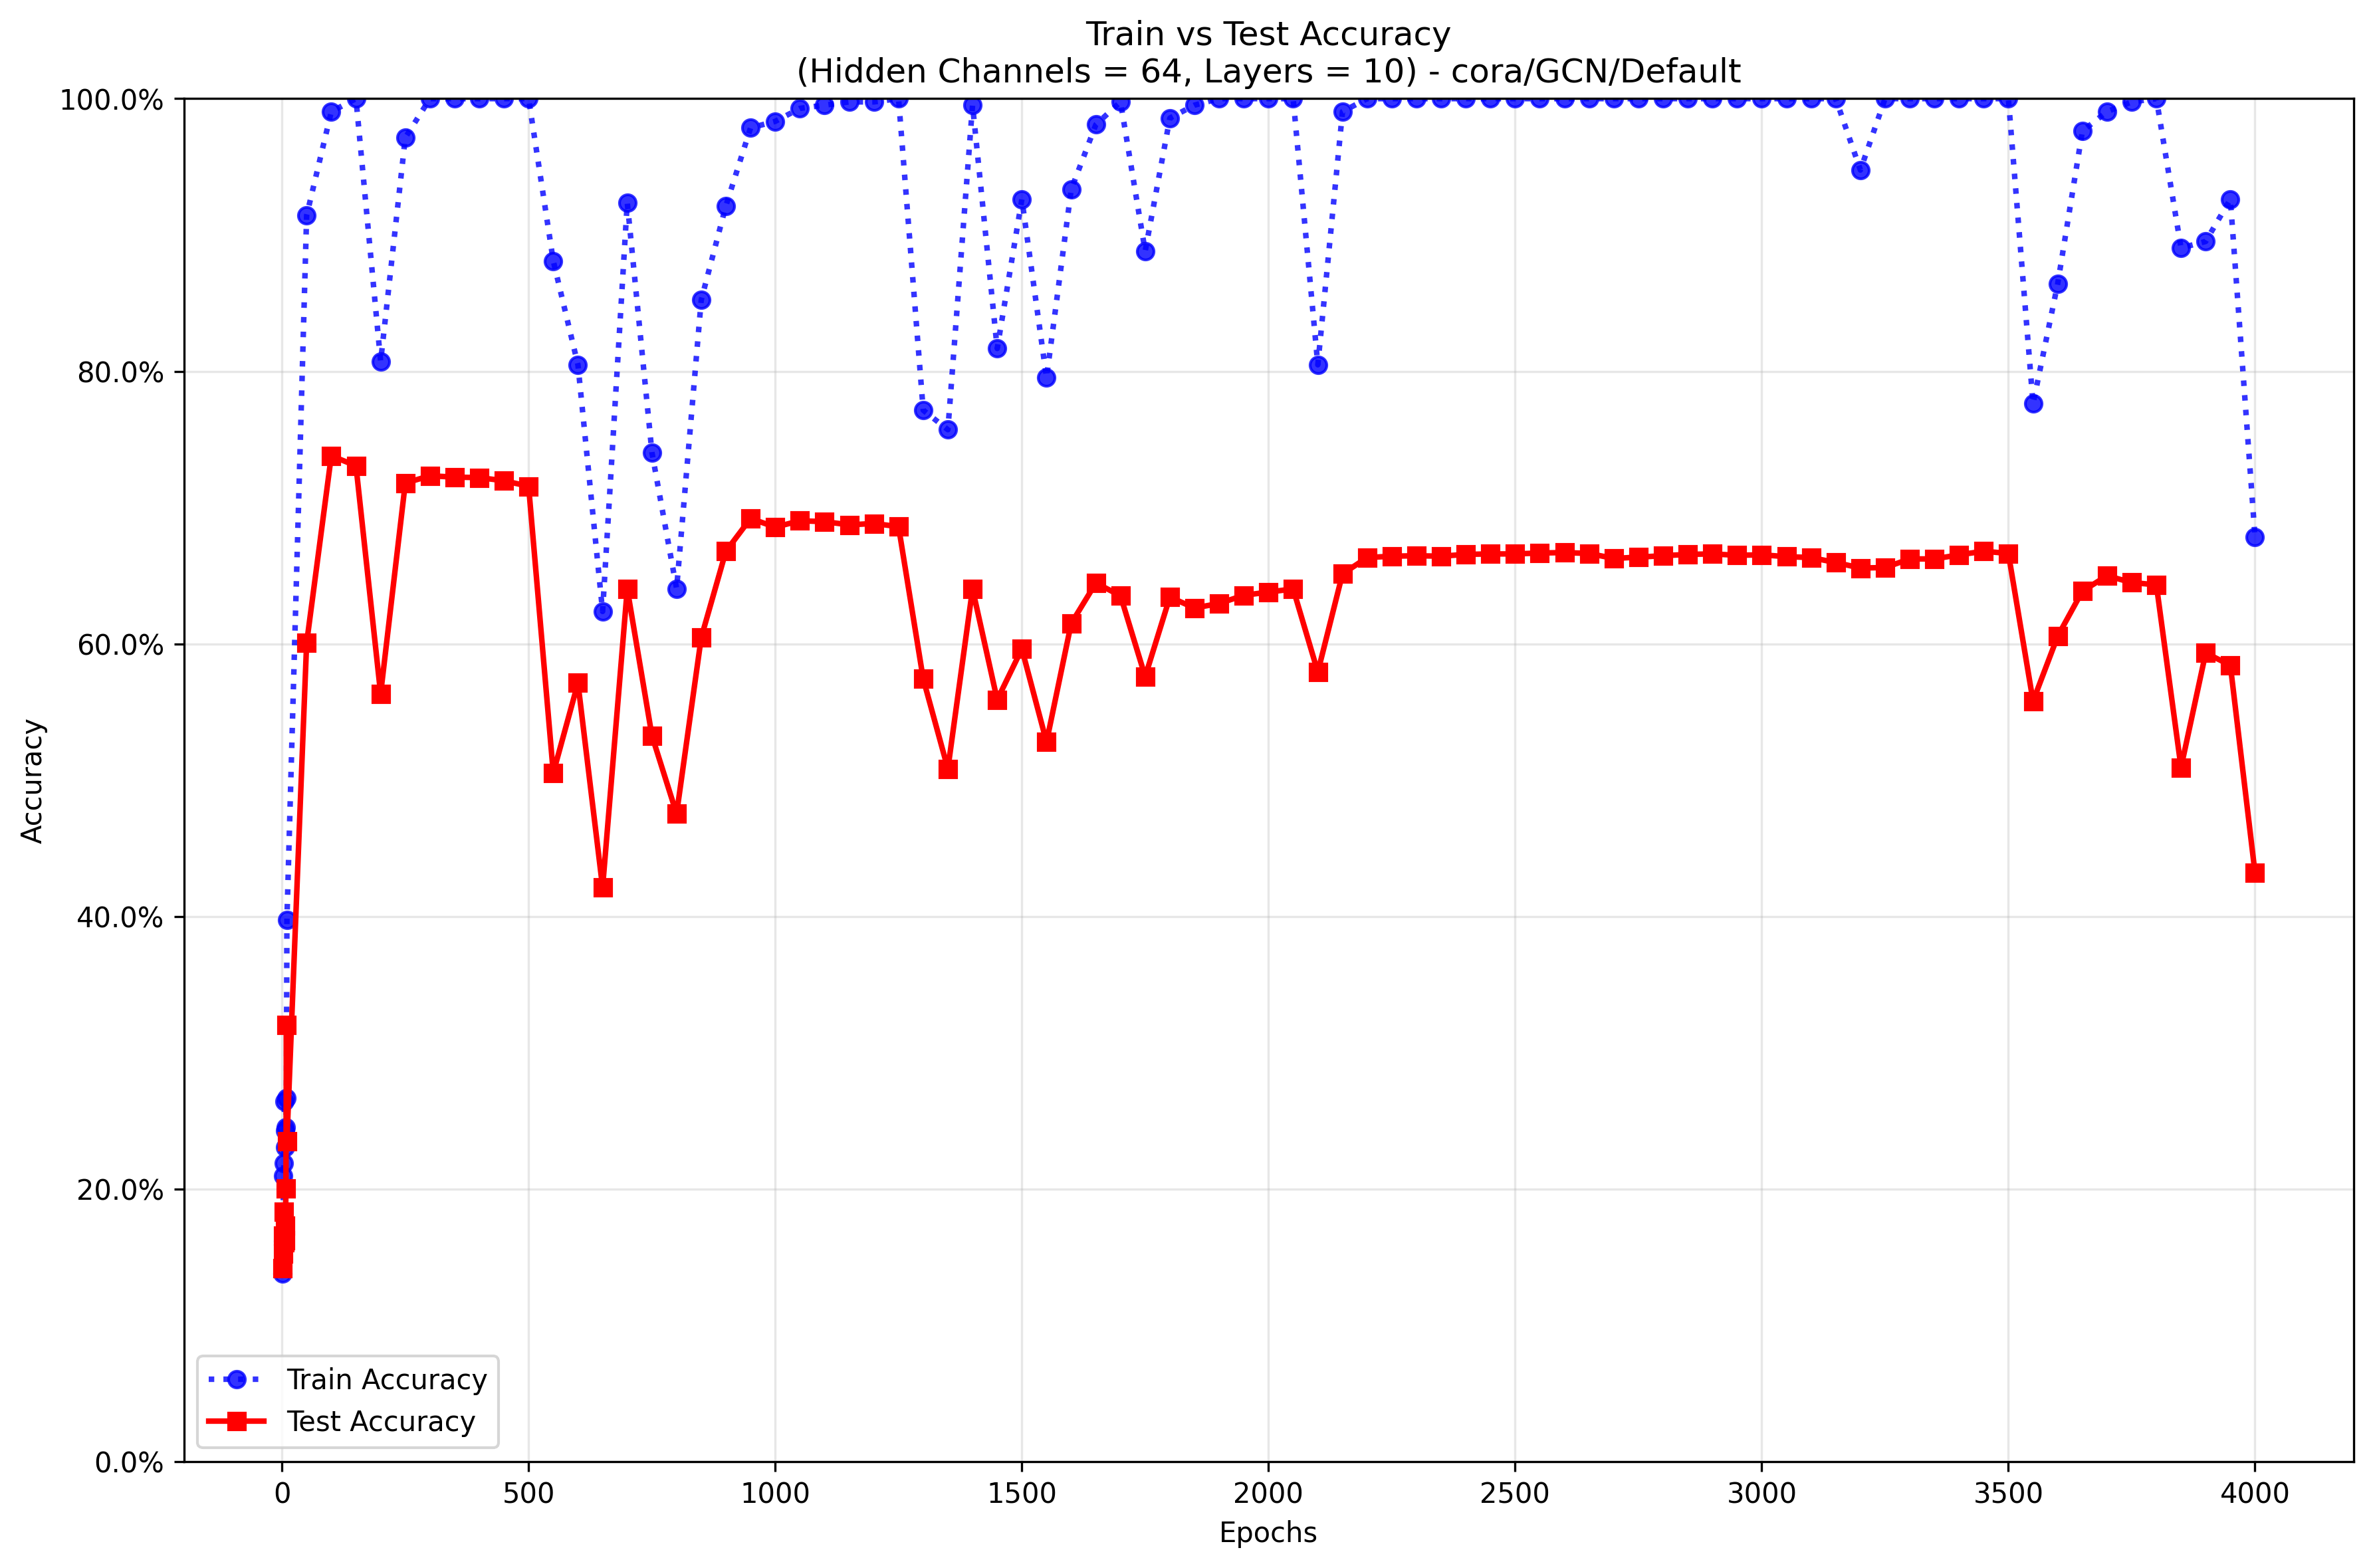 Train vs Test Accuracy
(Hidden Channels = 64, Layers = 10) - cora/GCN/Default
100.0%
80.0%
60.0%
40.0%
20.0%
0.0%
Accuracy
Train Accuracy
Test Accuracy
0
500
1000
1500
2000
2500
3000
3500
4000
Epochs